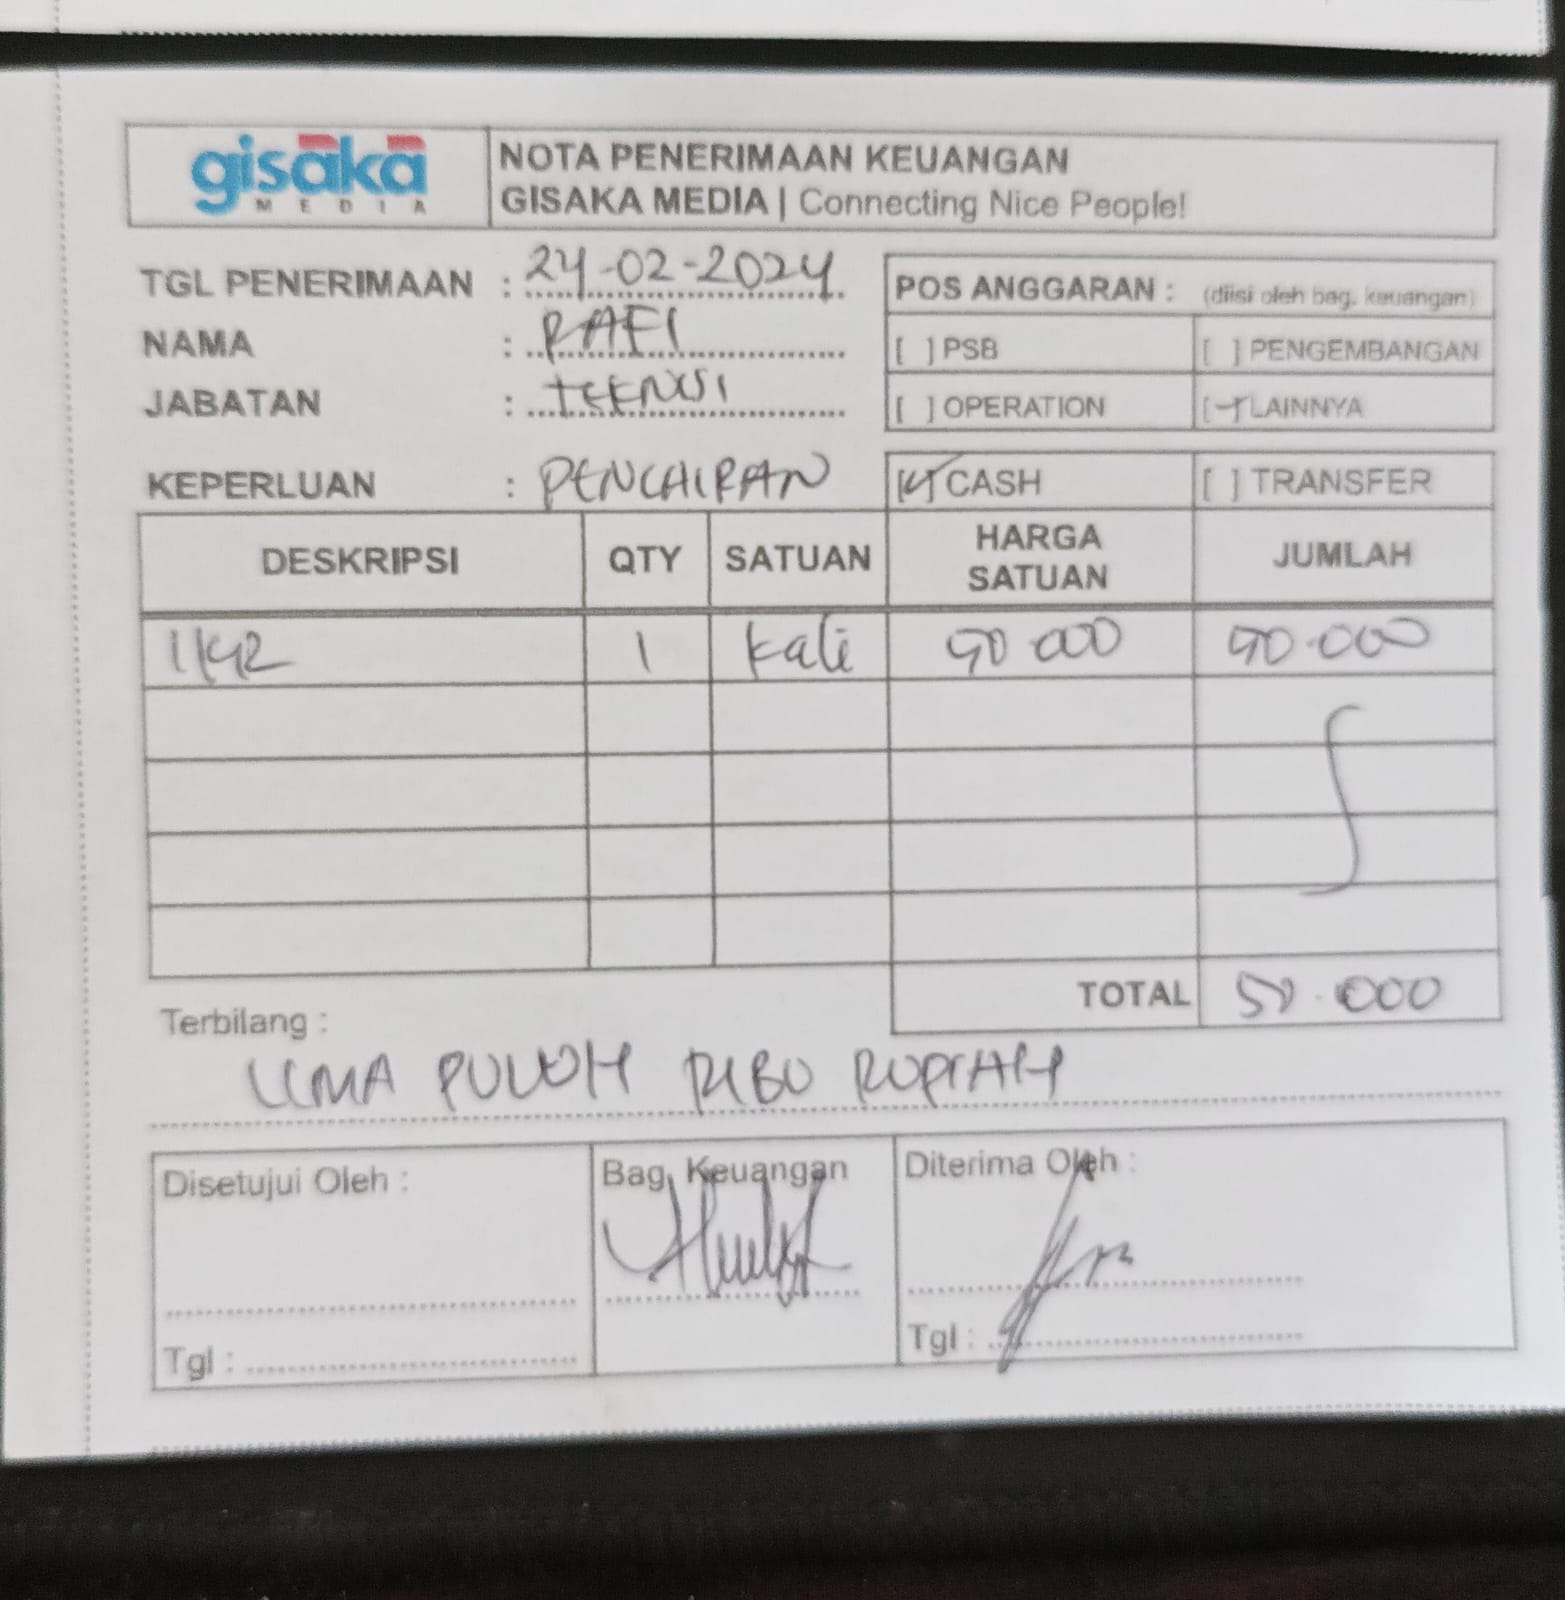 gisaka
MEDIA
NOTA PENERIMAAN KEUANGAN
GISAKA MEDIA | Connecting Nice People!
TGL PENERIMAAN : 24-02-2024
NAMA : RAFI
JABATAN : TEKNISI
POS ANGGARAN : (diisi oleh bag. keuangan)
[ ] PSB [ ] PENGEMBANGAN
[ ] OPERATION [✓] LAINNYA
KEPERLUAN : PENCAIRAN
[✓] CASH [ ] TRANSFER
DESKRIPSI QTY SATUAN HARGA SATUAN JUMLAH
1 kali 50 000 50.000
TOTAL 50.000
Terbilang :
LIMA PULUH RIBU RUPIAH
Disetujui Oleh : Bag. Keuangan Diterima Oleh :
Tgl : Tgl :